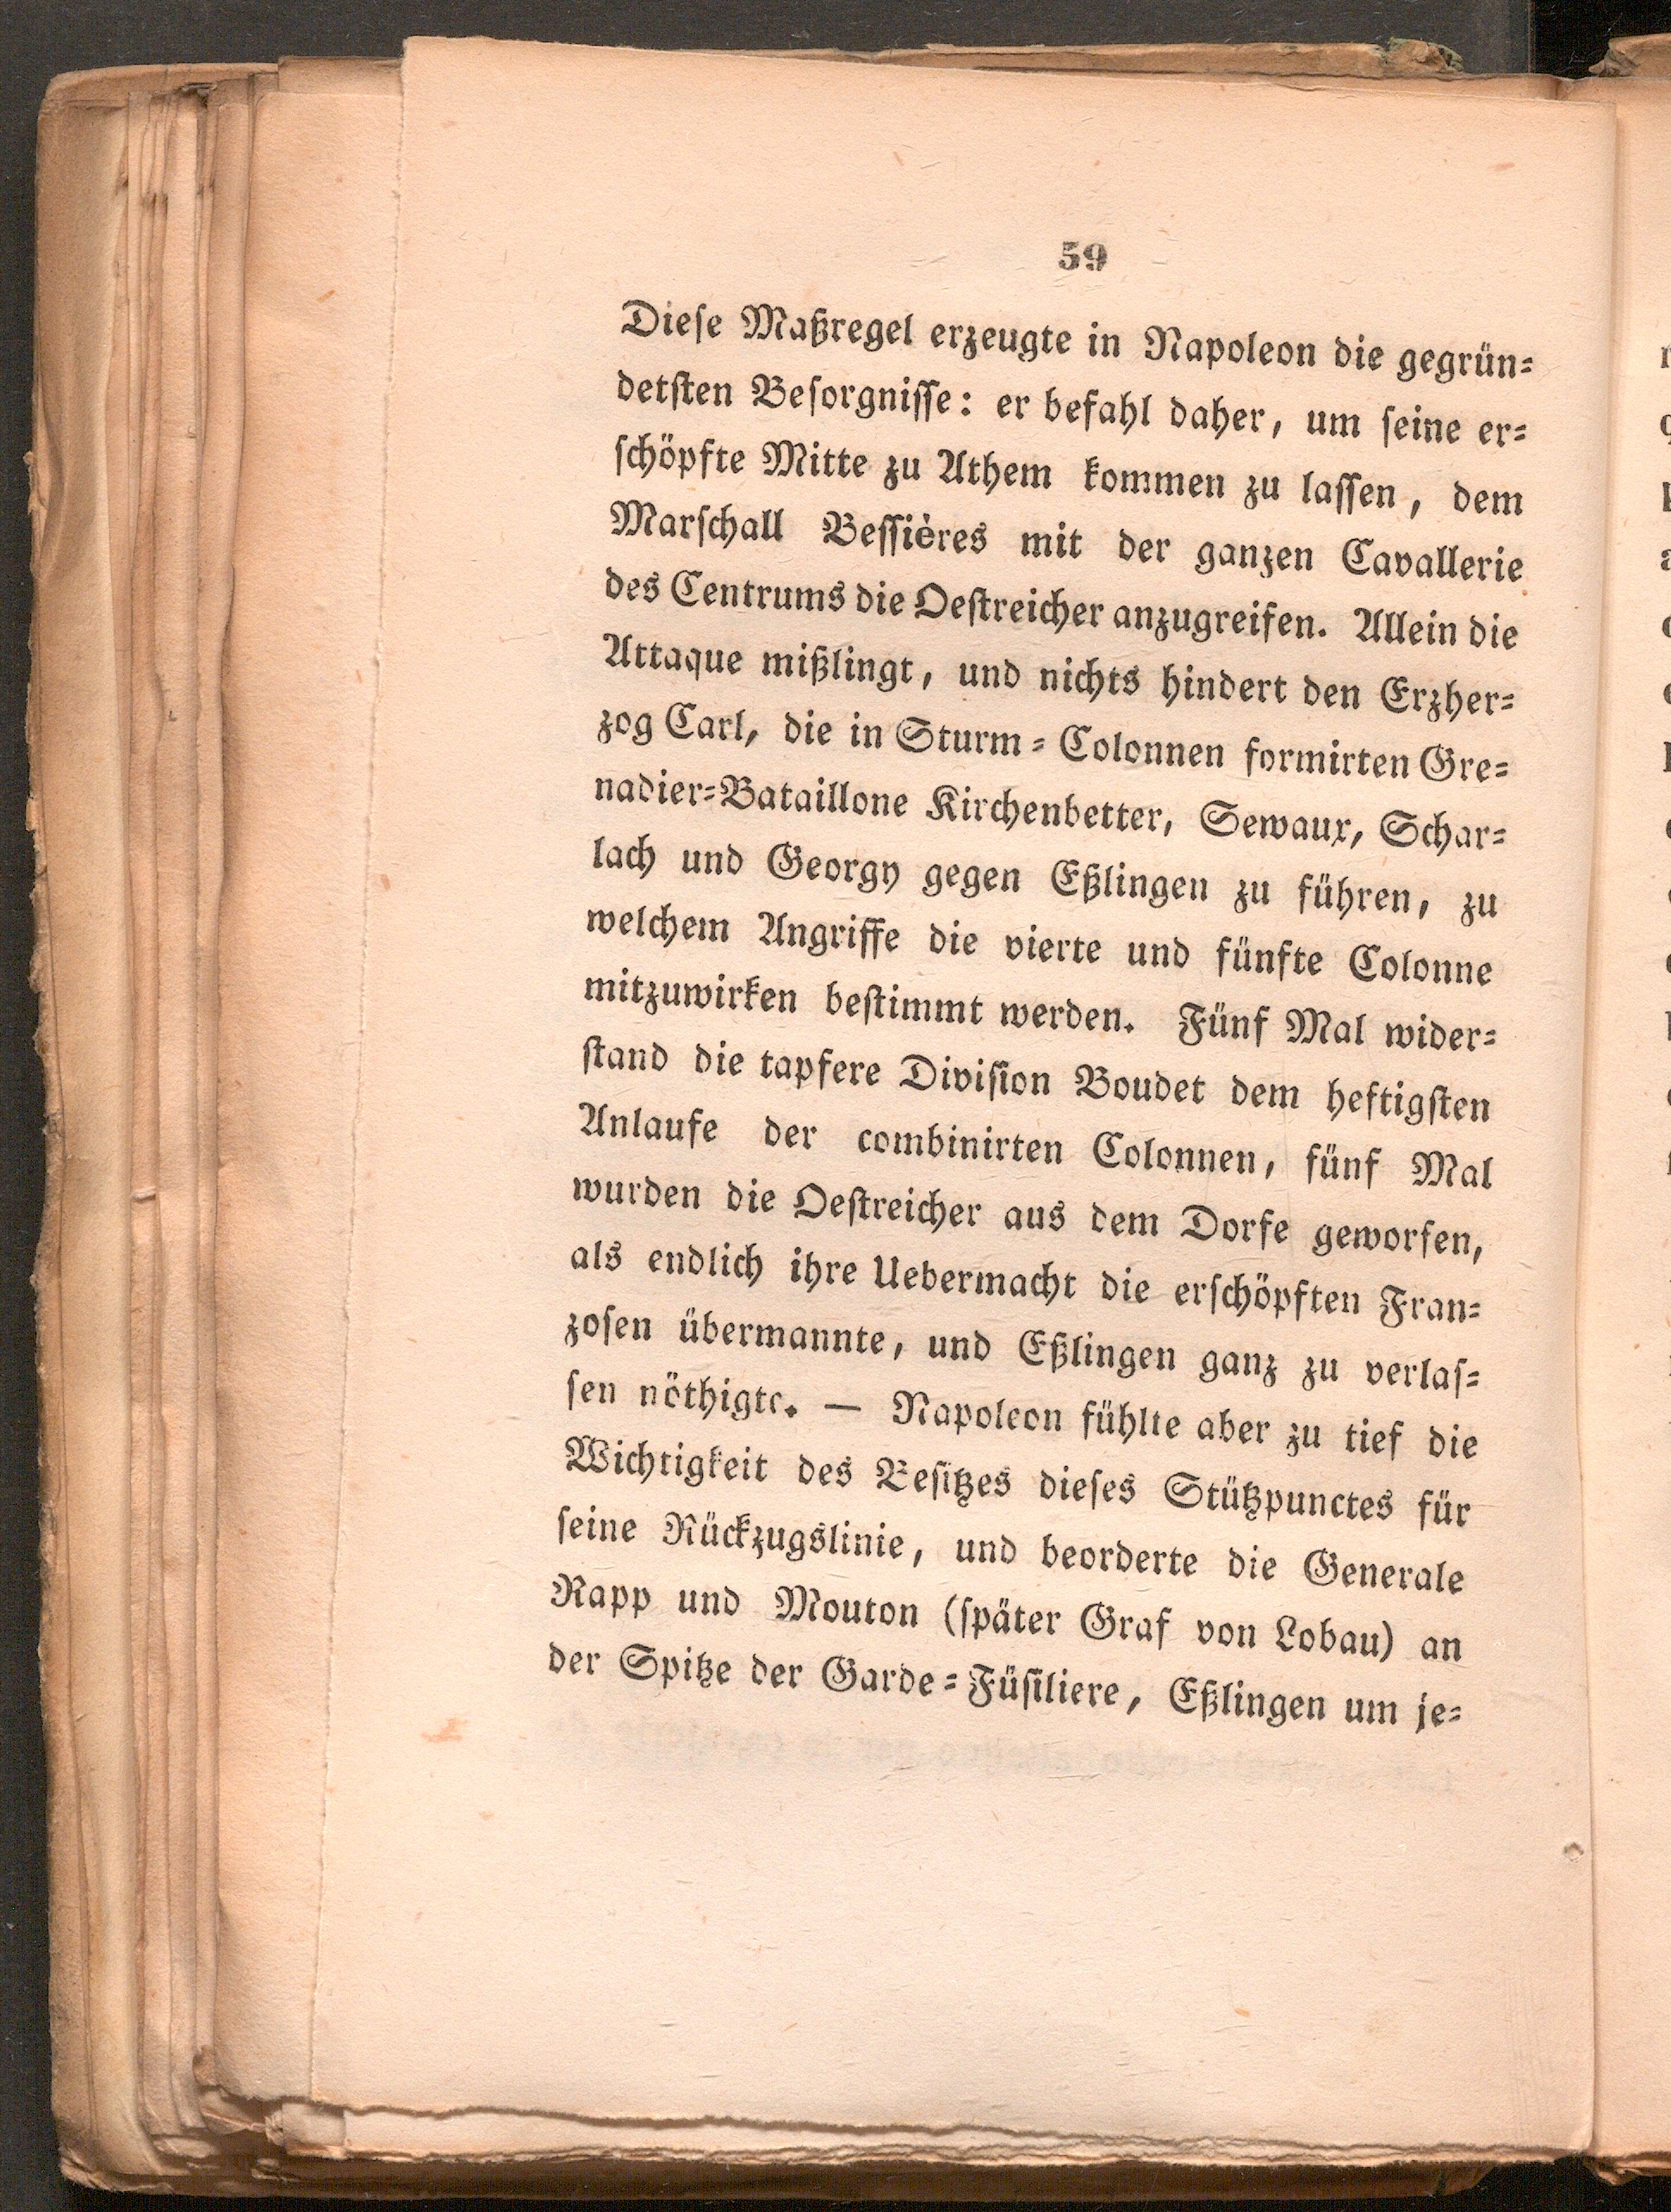 59
Diese Maßregel erzeugte in Napoleon die gegrün=
detsten Besorgnisse: er befahl daher, um seine er=
schöpfte Mitte zu Athem kommen zu lassen, dem
Marschall Bessières mit der ganzen Cavallerie
des Centrums die Oestreicher anzugreifen. Allein die
Attaque mißlingt, und nichts hindert den Erzher=
zog Carl, die in Sturm=Colonnen formirten Gre=
nadier=Bataillone Kirchenbetter, Sewaux, Schar=
lach und Georgy gegen Eßlingen zu führen, zu
welchem Angriffe die vierte und fünfte Colonne
mitzuwirken bestimmt werden. Fünf Mal wider=
stand die tapfere Division Boudet dem heftigsten
Anlaufe der combinirten Colonnen, fünf Mal
wurden die Oestreicher aus dem Dorfe geworfen,
als endlich ihre Uebermacht die erschöpften Fran=
zosen übermannte, und Eßlingen ganz zu verlas=
sen nöthigte. — Napoleon fühlte aber zu tief die
Wichtigkeit des Besitzes dieses Stützpunctes für
seine Rückzugslinie, und beorderte die Generale
Rapp und Mouton (später Graf von Lobau) an
der Spitze der Garde=Füsiliere, Eßlingen um je=